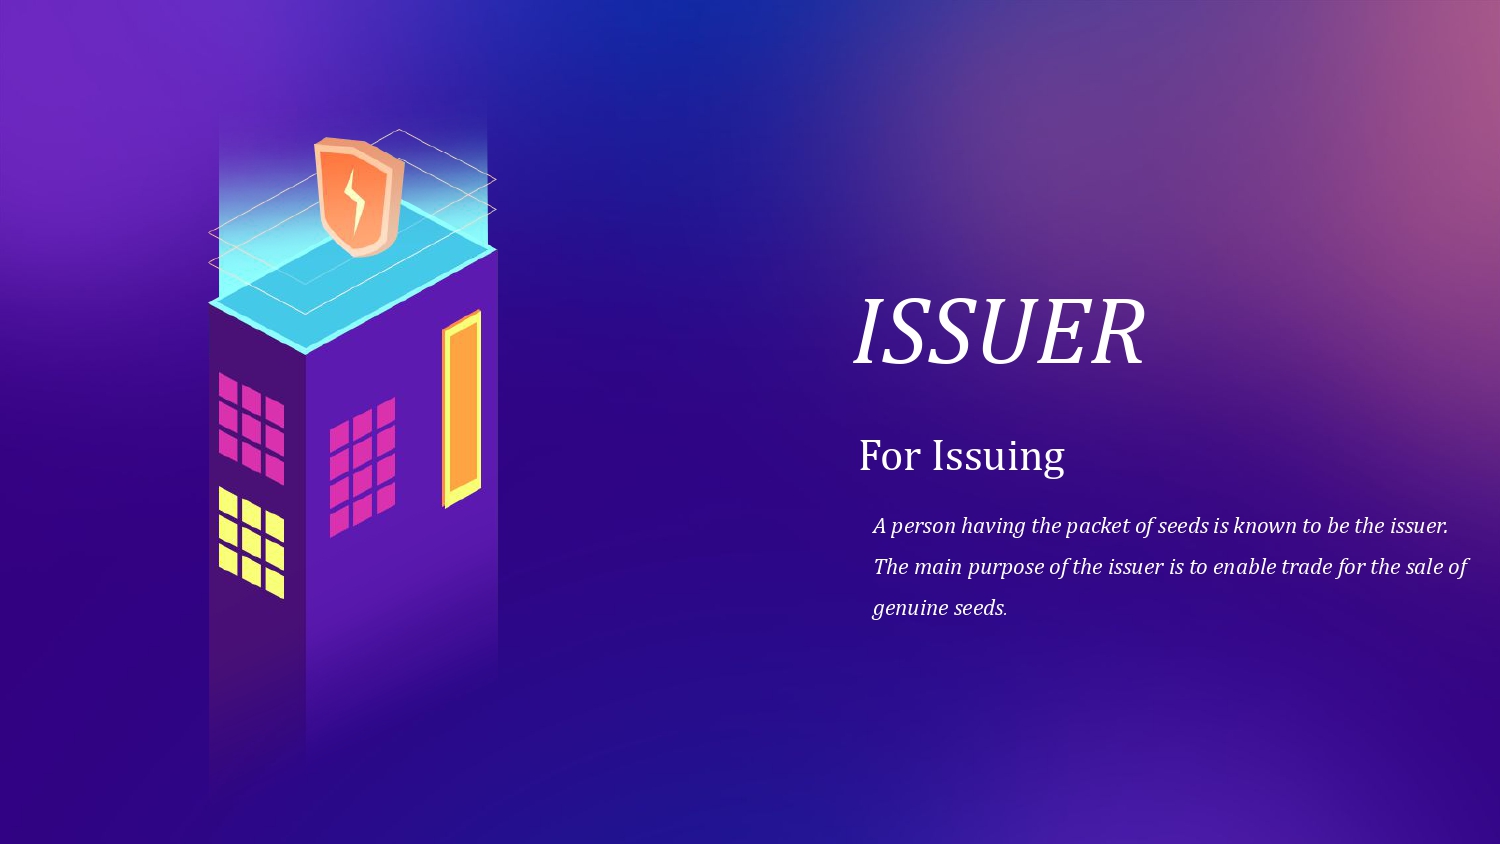 ISSUER
For Issuing
A person having the packet of seeds is known to be the issuer.
The main purpose of the issuer is to enable trade for the sale of
genuine seeds.